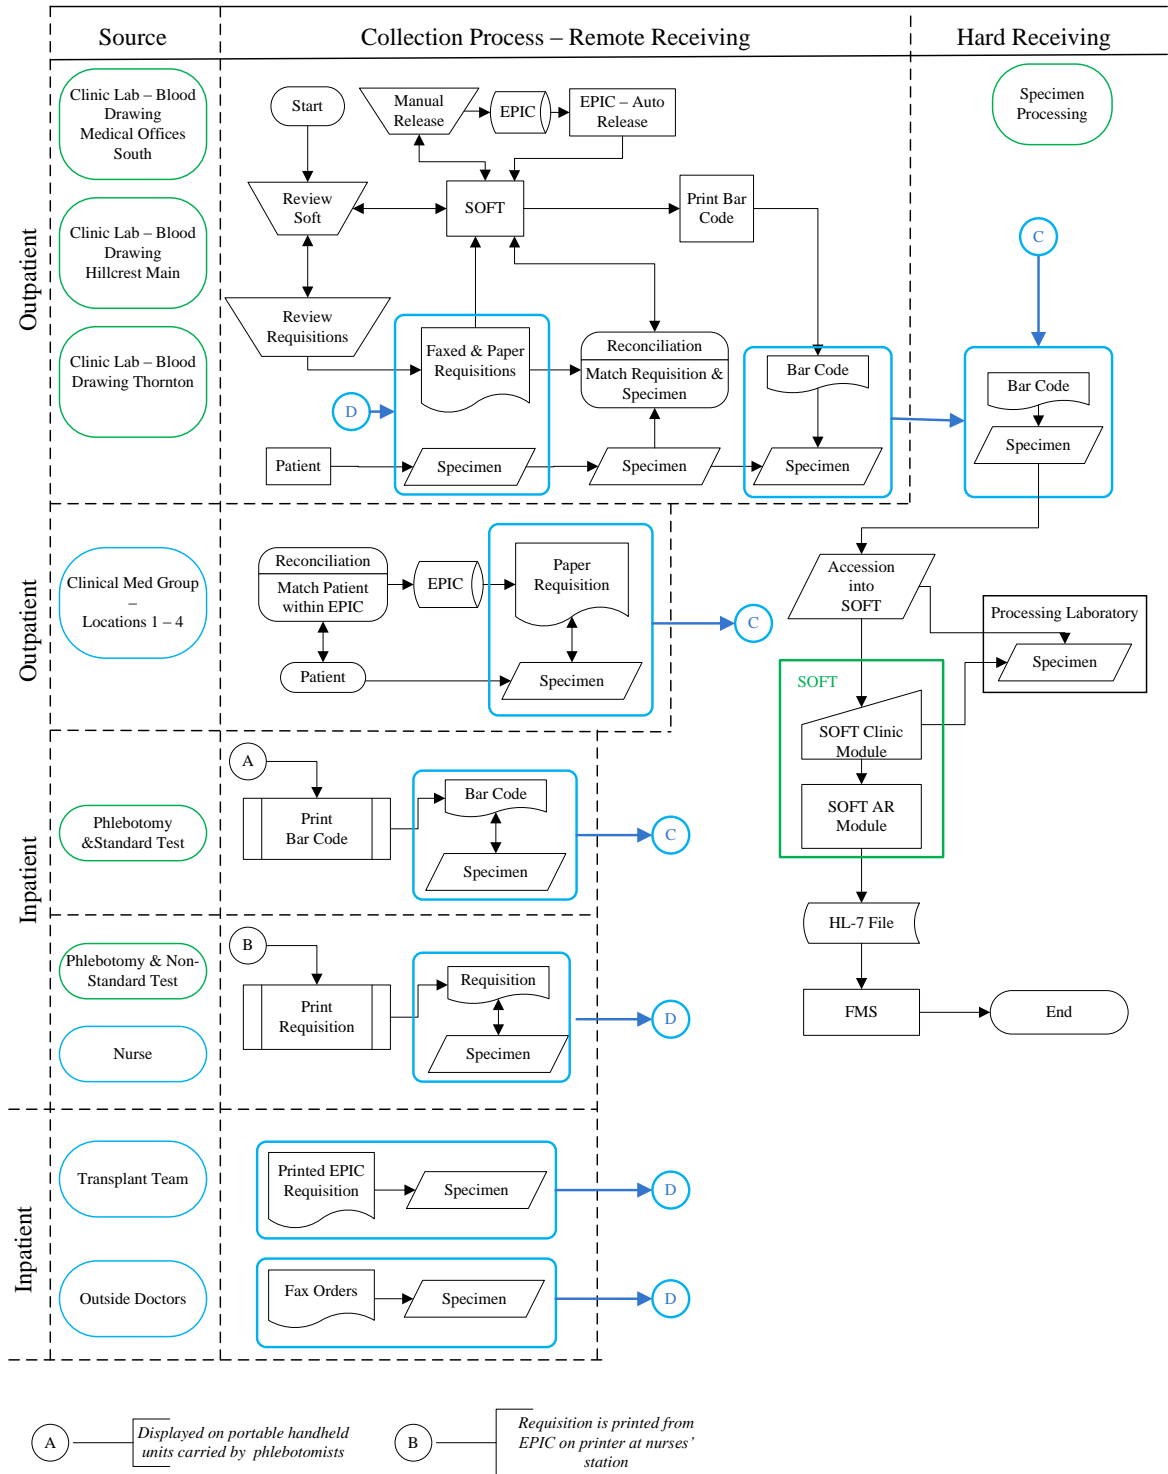 Source
Collection Process – Remote Receiving
Hard Receiving
Outpatient
Clinic Lab – Blood
Drawing
Medical Offices
South
Clinic Lab – Blood
Drawing
Hillcrest Main
Clinic Lab – Blood
Drawing Thornton
Start
Manual
Release
EPIC
EPIC – Auto
Release
Review
Soft
SOFT
Print Bar
Code
Review
Requisitions
Faxed & Paper
Requisitions
Reconciliation
Match Requisition &
Specimen
Bar Code
D
Patient
Specimen
Specimen
Specimen
Specimen
Processing
C
Bar Code
Specimen
Outpatient
Clinical Med Group
–
Locations 1 – 4
Reconciliation
Match Patient
within EPIC
EPIC
Paper
Requisition
Patient
Specimen
C
Accession
into
SOFT
Processing Laboratory
Specimen
SOFT
SOFT Clinic
Module
SOFT AR
Module
HL-7 File
FMS
End
Inpatient
Phlebotomy
&Standard Test
A
Print
Bar Code
Bar Code
Specimen
C
Phlebotomy & Non-
Standard Test
Nurse
B
Print
Requisition
Requisition
Specimen
D
Inpatient
Transplant Team
Printed EPIC
Requisition
Specimen
D
Outside Doctors
Fax Orders
Specimen
D
A
Displayed on portable handheld
units carried by phlebotomists
B
Requisition is printed from
EPIC on printer at nurses’
station